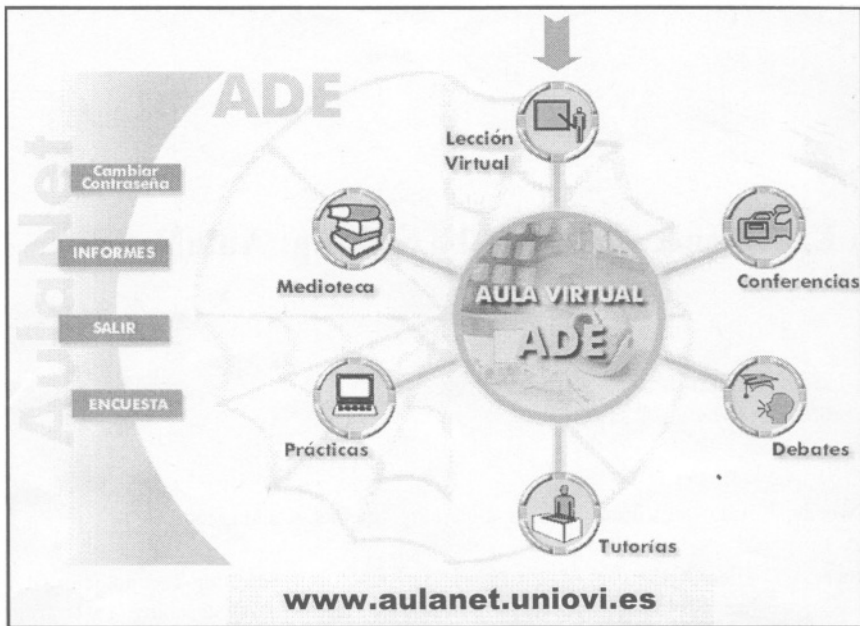 ADE
AulaNet
Cambiar
Contraseña
INFORMES
SALIR
ENCUESTA
Lección
Virtual
Medioteca
Conferencias
AULA VIRTUAL
ADE
Prácticas
Debates
Tutorías
www.aulanet.uniovi.es